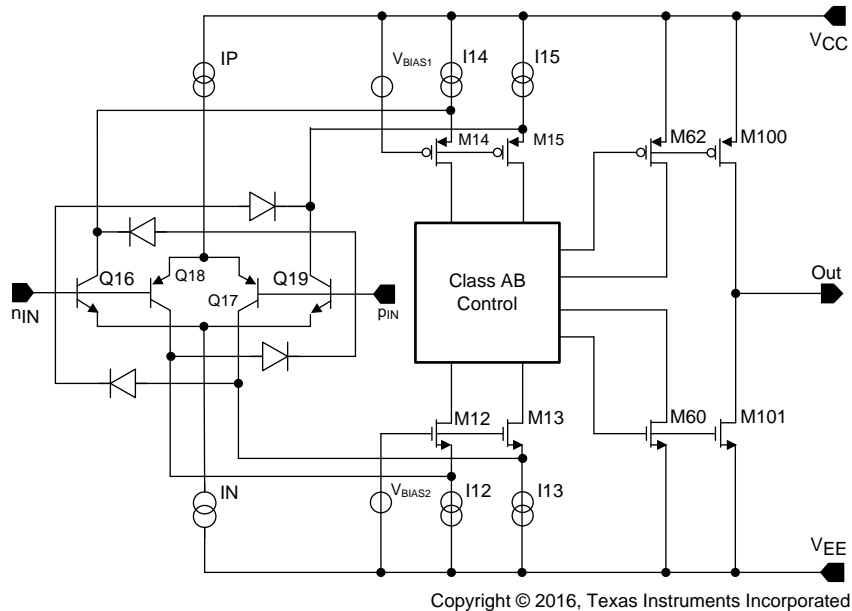 VCC
IP
VBIAS1
I14
I15
M14
M15
M62
M100
Q16
Q18
Q17
Q19
nIN
pIN
Class AB
Control
Out
M12
M13
M60
M101
IN
VBIAS2
I12
I13
VEE
Copyright © 2016, Texas Instruments Incorporated